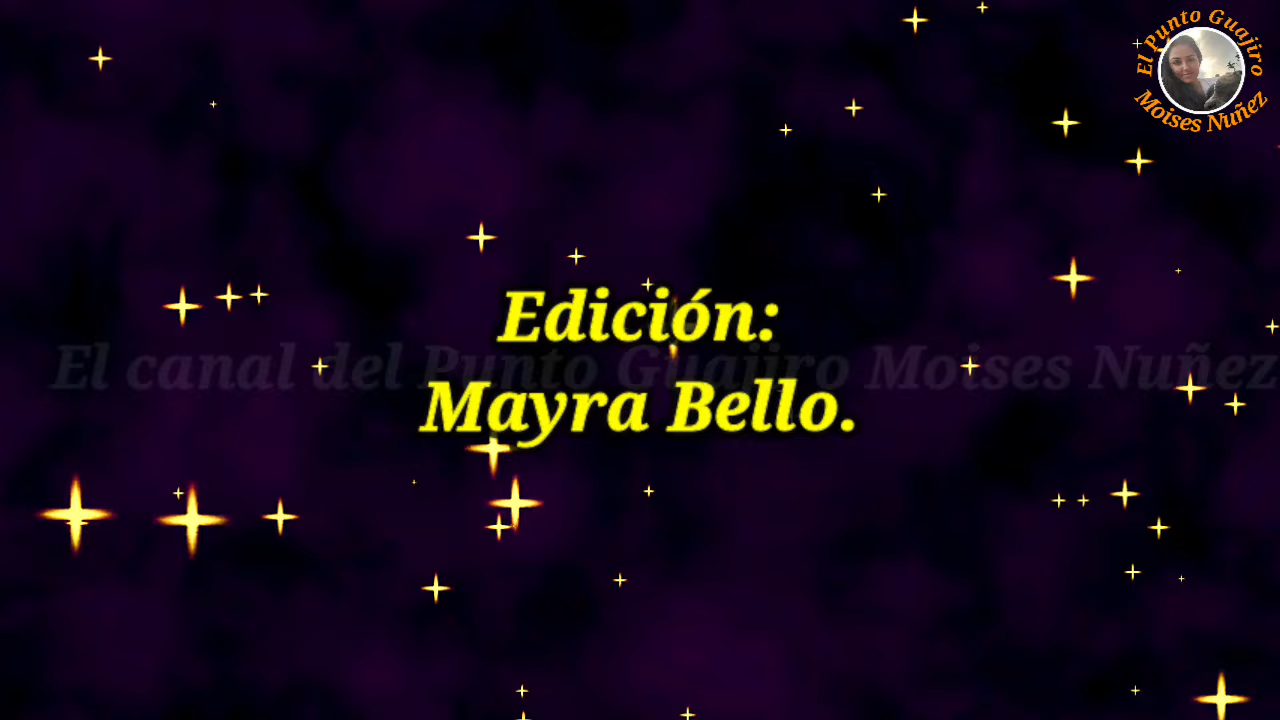 El Punto Guajiro
Moises Nuñez
Edición:
El canal del Punto Guajiro Moises Nuñez
Mayra Bello.